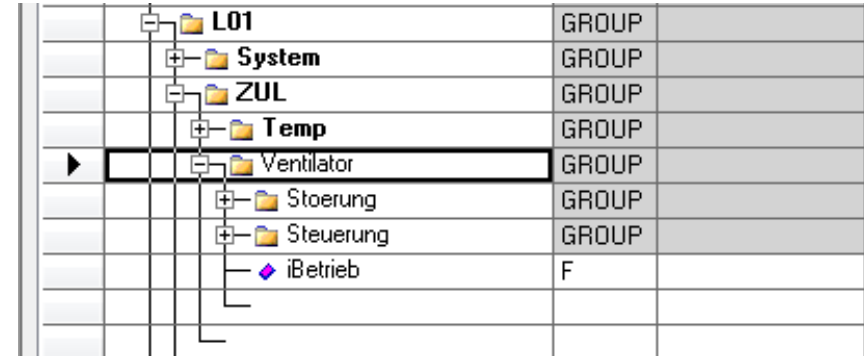 L01 GROUP
System GROUP
ZUL GROUP
Temp GROUP
Ventilator GROUP
Stoerung GROUP
Steuerung GROUP
iBetrieb F